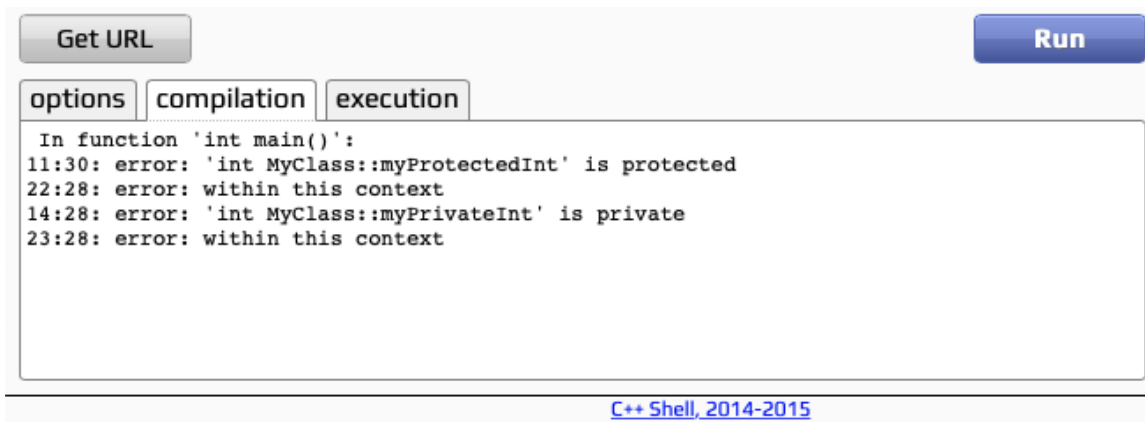 Get URL
Run
options
compilation
execution
In function 'int main()':
11:30: error: 'int MyClass::myProtectedInt' is protected
22:28: error: within this context
14:28: error: 'int MyClass::myPrivateInt' is private
23:28: error: within this context
C++ Shell, 2014-2015